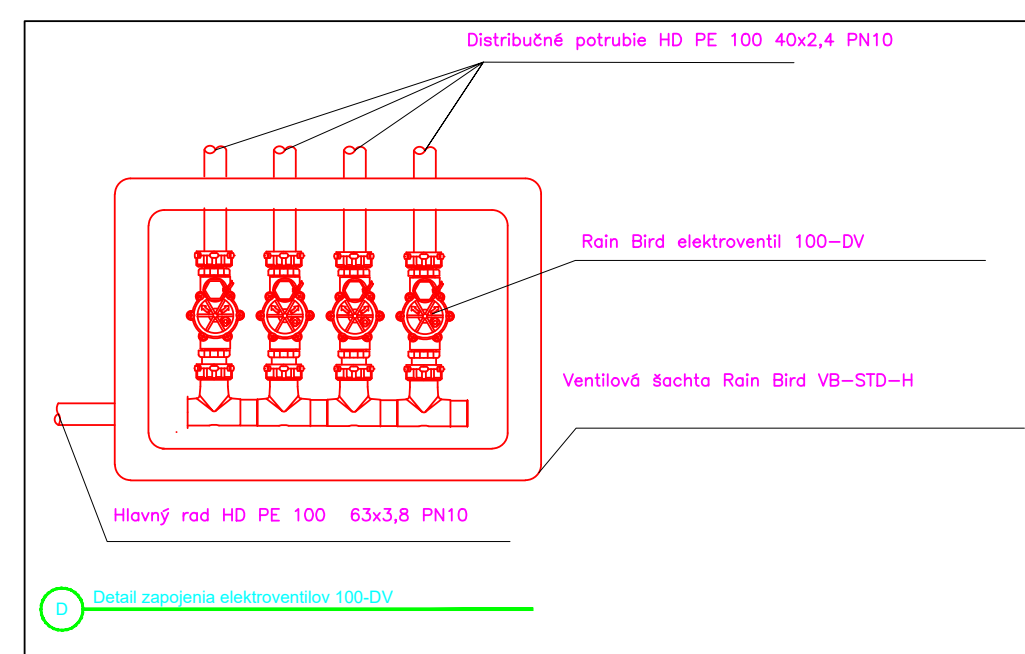 Distribučné potrubie HD PE 100 40x2,4 PN10
Rain Bird elektroventil 100-DV
Ventilová šachta Rain Bird VB-STD-H
Hlavný rad HD PE 100 63x3,8 PN10
D Detail zapojenia elektroventilov 100-DV